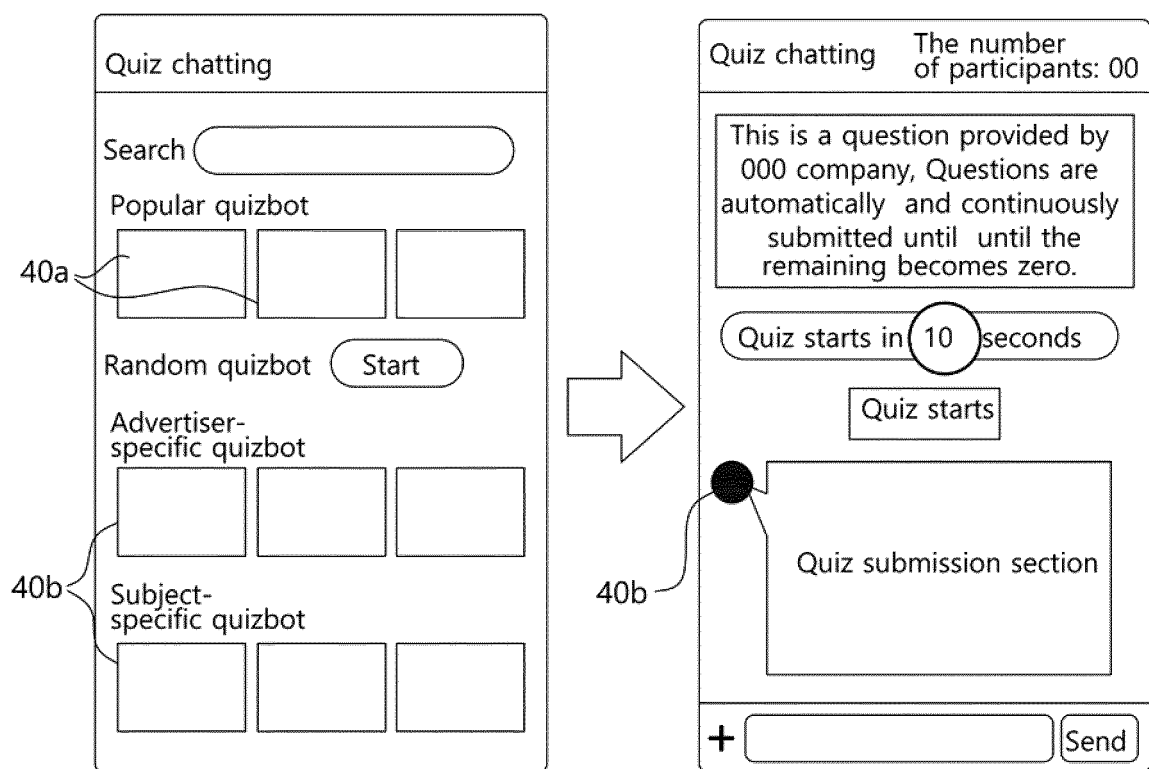 Quiz chatting
Search
Popular quizbot
40a
Random quizbot Start
Advertiser-
specific quizbot
40b
Subject-
specific quizbot
Quiz chatting
The number
of participants: 00
This is a question provided by
000 company, Questions are
automatically and continuously
submitted until until the
remaining becomes zero.
Quiz starts in 10 seconds
Quiz starts
40b
Quiz submission section
+
Send